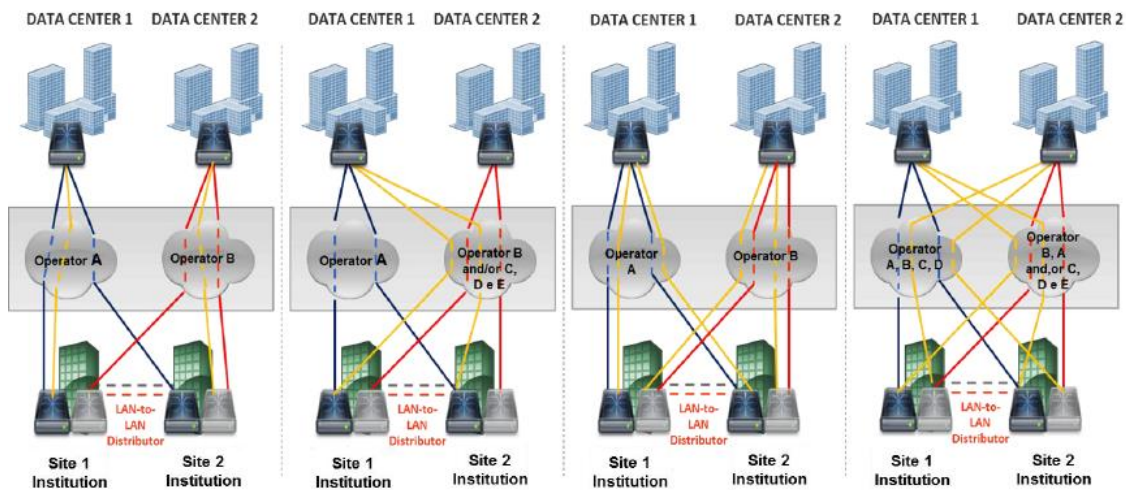 DATA CENTER 1 DATA CENTER 2
Operator A
Operator B
LAN-to-
LAN
Distributor
Site 1
Institution
Site 2
Institution
DATA CENTER 1 DATA CENTER 2
Operator A
Operator B
and/or C,
D e E
LAN-to-
LAN
Distributor
Site 1
Institution
Site 2
Institution
DATA CENTER 1 DATA CENTER 2
Operator
A
Operator B
LAN-to-
LAN
Distributor
Site 1
Institution
Site 2
Institution
DATA CENTER 1 DATA CENTER 2
Operator
A, B, C, D
Operator
B, A
and,or C,
D e E
LAN-to-
LAN
Distributor
Site 1
Institution
Site 2
Institution